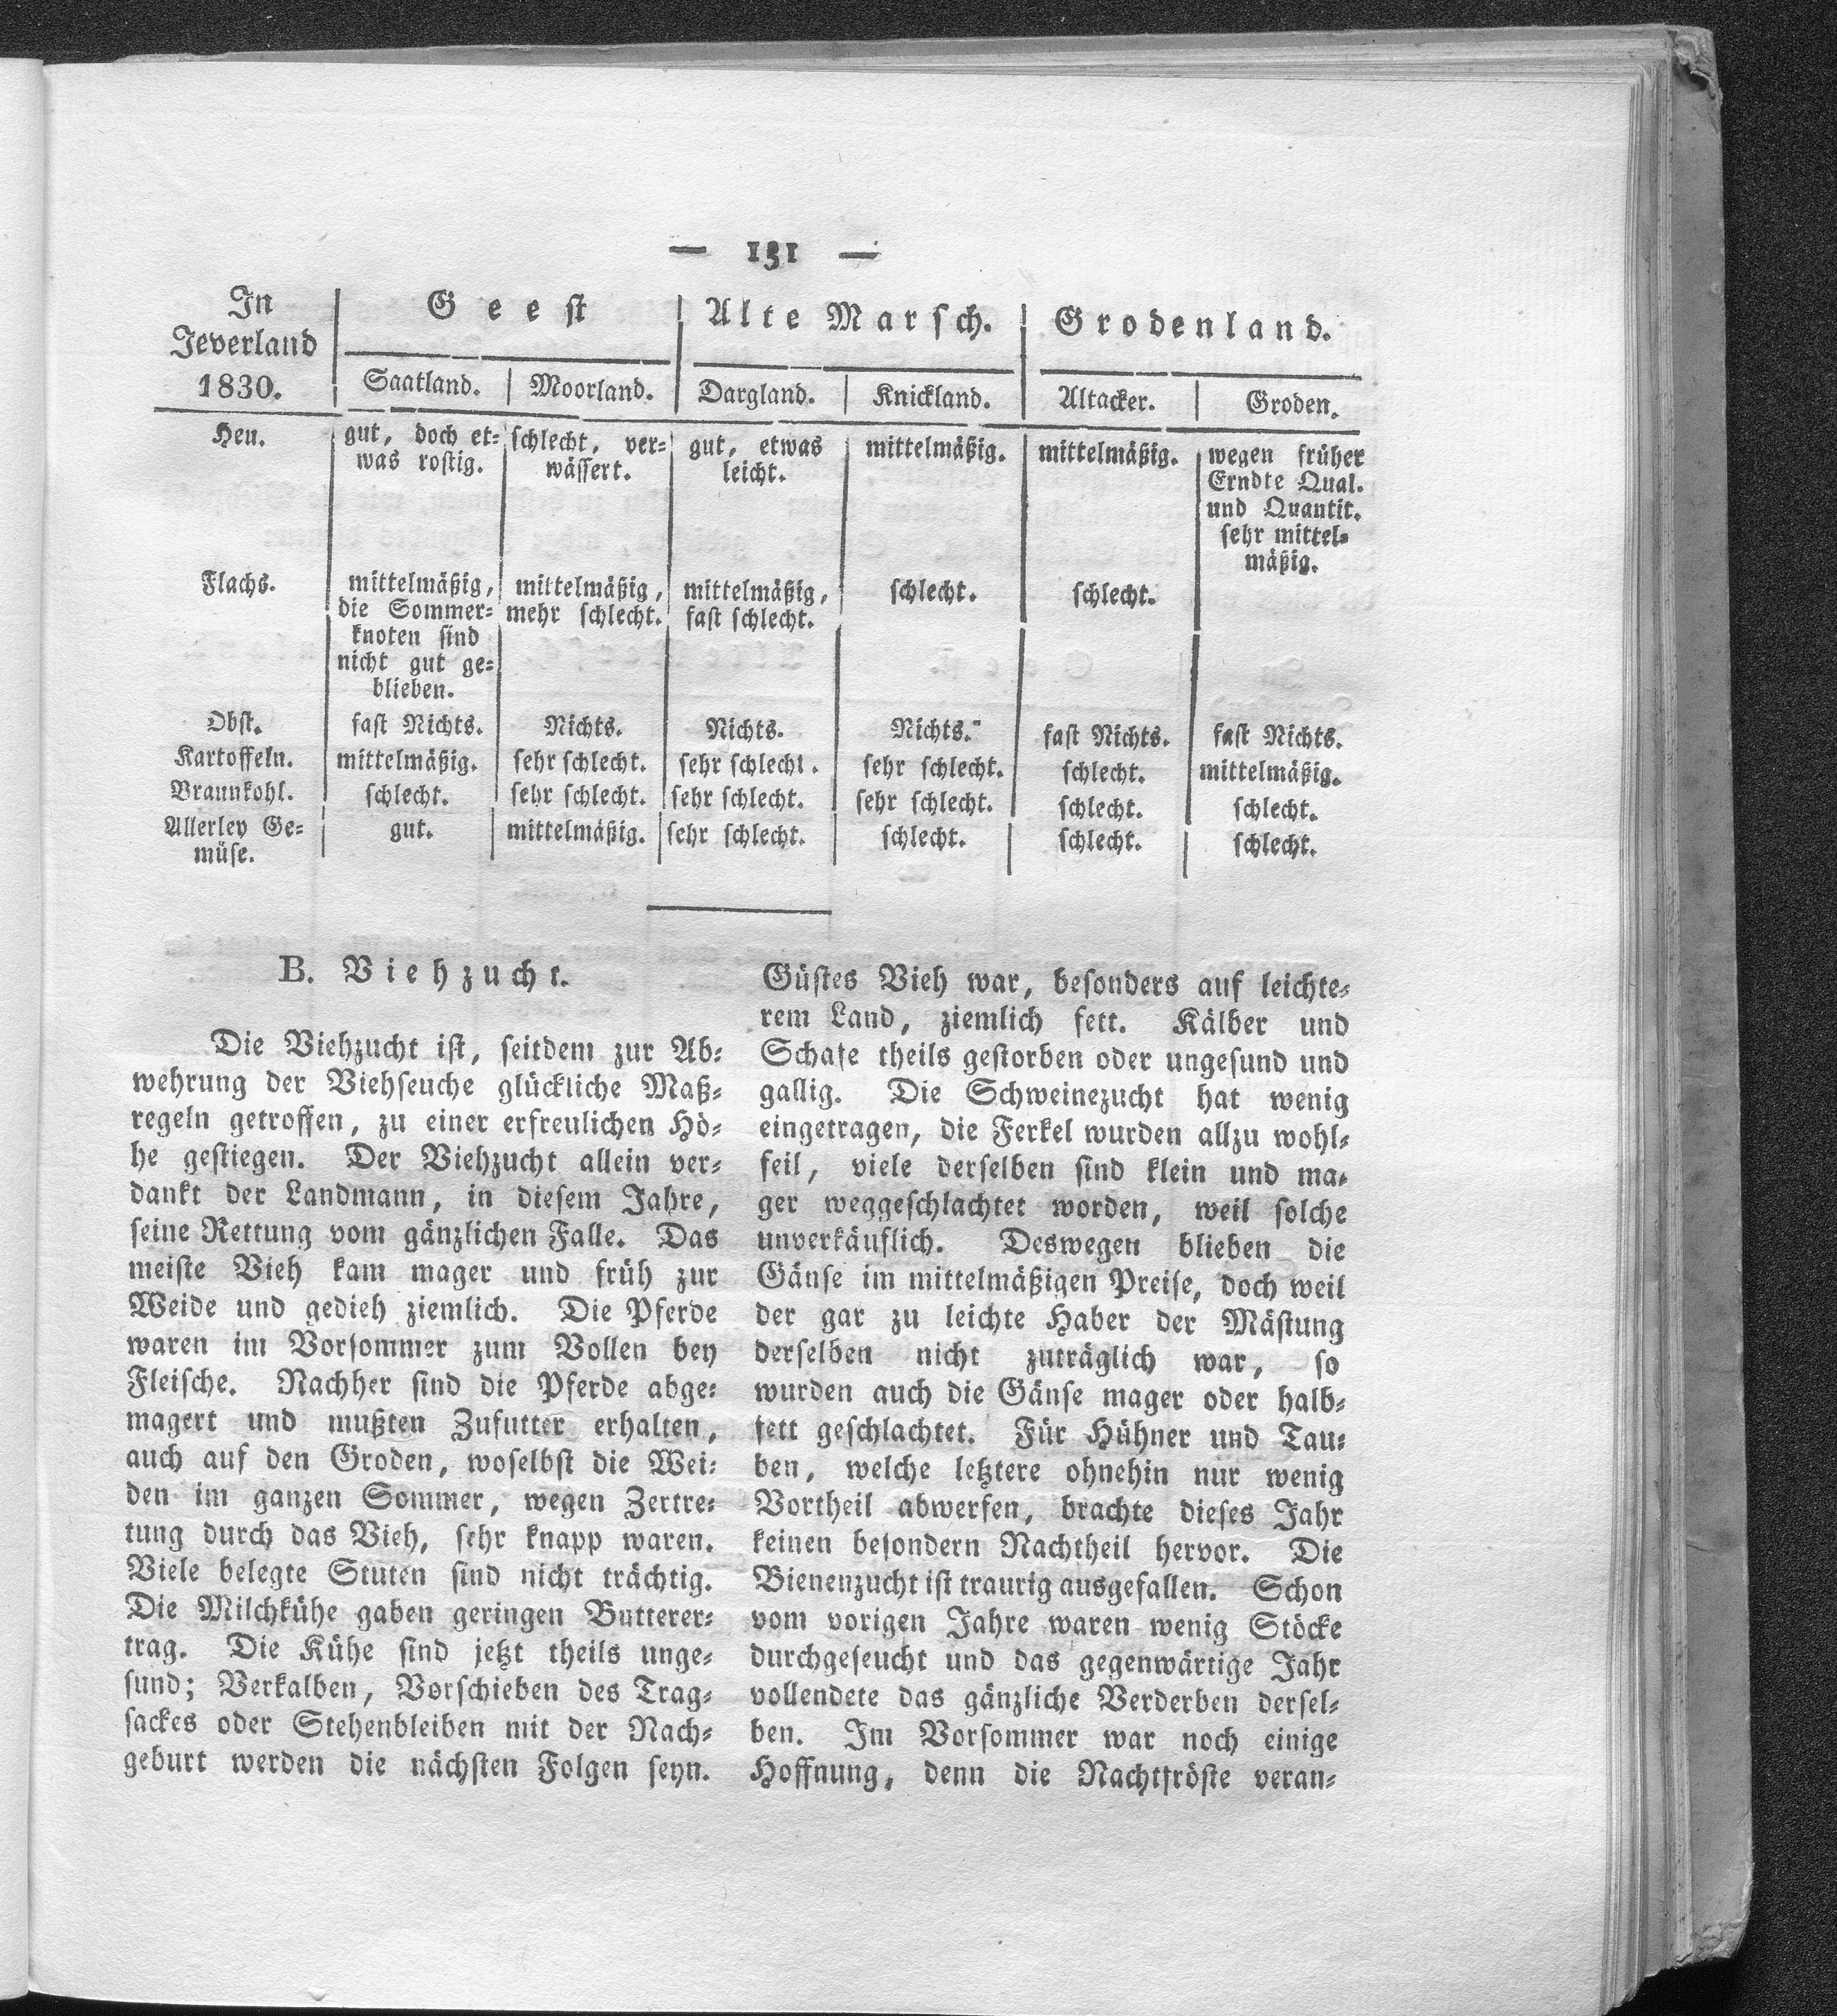 — 131 —
In Jeverland 1830. | Geest | Alte Marsch. | Grodenland.
Saatland. | Moorland. | Dargland. | Knickland. | Altacker. | Groden.
Heu. | gut, doch et- was rostig. | schlecht, ver- wässert. | gut, etwas leicht. | mittelmäßig. | mittelmäßig. | wegen früher Erndte Qual. und Quantit. sehr mittel- mäßig.
Flachs. | mittelmäßig, die Sommer- knoten sind nicht gut ge- blieben. | mittelmäßig, mehr schlecht. | mittelmäßig, fast schlecht. | schlecht. | schlecht.
Obst. | fast Nichts. | Nichts. | Nichts. | Nichts. | fast Nichts. | fast Nichts.
Kartoffeln. | mittelmäßig. | sehr schlecht. | sehr schlecht. | sehr schlecht. | schlecht. | mittelmäßig.
Braunkohl. | schlecht. | sehr schlecht. | sehr schlecht. | sehr schlecht. | schlecht. | schlecht.
Allerley Ge- müse. | gut. | mittelmäßig. | sehr schlecht. | schlecht. | schlecht. | schlecht.
B. Viehzucht.
Die Viehzucht ist, seitdem zur Ab-
wehrung der Viehseuche glückliche Maß-
regeln getroffen, zu einer erfreulichen Hö-
he gestiegen. Der Viehzucht allein ver-
dankt der Landmann, in diesem Jahre,
seine Rettung vom gänzlichen Falle. Das
meiste Vieh kam mager und früh zur
Weide und gedieh ziemlich. Die Pferde
waren im Vorsommer zum Vollen bey
Fleische. Nachher sind die Pferde abge-
magert und mußten Zufutter erhalten,
auch auf den Groden, woselbst die Wei-
den im ganzen Sommer, wegen Zertre-
tung durch das Vieh, sehr knapp waren.
Viele belegte Stuten sind nicht trächtig.
Die Milchkühe gaben geringen Butterer-
trag. Die Kühe sind jetzt theils unge-
sund; Verkalben, Vorschieben des Trag-
sackes oder Stehenbleiben mit der Nach-
geburt werden die nächsten Folgen seyn.
Güstes Vieh war, besonders auf leichte-
rem Land, ziemlich fett. Kälber und
Schafe theils gestorben oder ungesund und
gallig. Die Schweinezucht hat wenig
eingetragen, die Ferkel wurden allzu wohl-
feil, viele derselben sind klein und ma-
ger weggeschlachtet worden, weil solche
unverkäuflich. Deswegen blieben die
Gänse im mittelmäßigen Preise, doch weil
der gar zu leichte Haber der Mästung
derselben nicht zuträglich war, so
wurden auch die Gänse mager oder halb-
fett geschlachtet. Für Hühner und Tau-
ben, welche letztere ohnehin nur wenig
Vortheil abwerfen, brachte dieses Jahr
keinen besondern Nachtheil hervor. Die
Bienenzucht ist traurig ausgefallen. Schon
vom vorigen Jahre waren wenig Stöcke
durchgeseucht und das gegenwärtige Jahr
vollendete das gänzliche Verderben dersel-
ben. Im Vorsommer war noch einige
Hoffnung, denn die Nachtfröste veran-